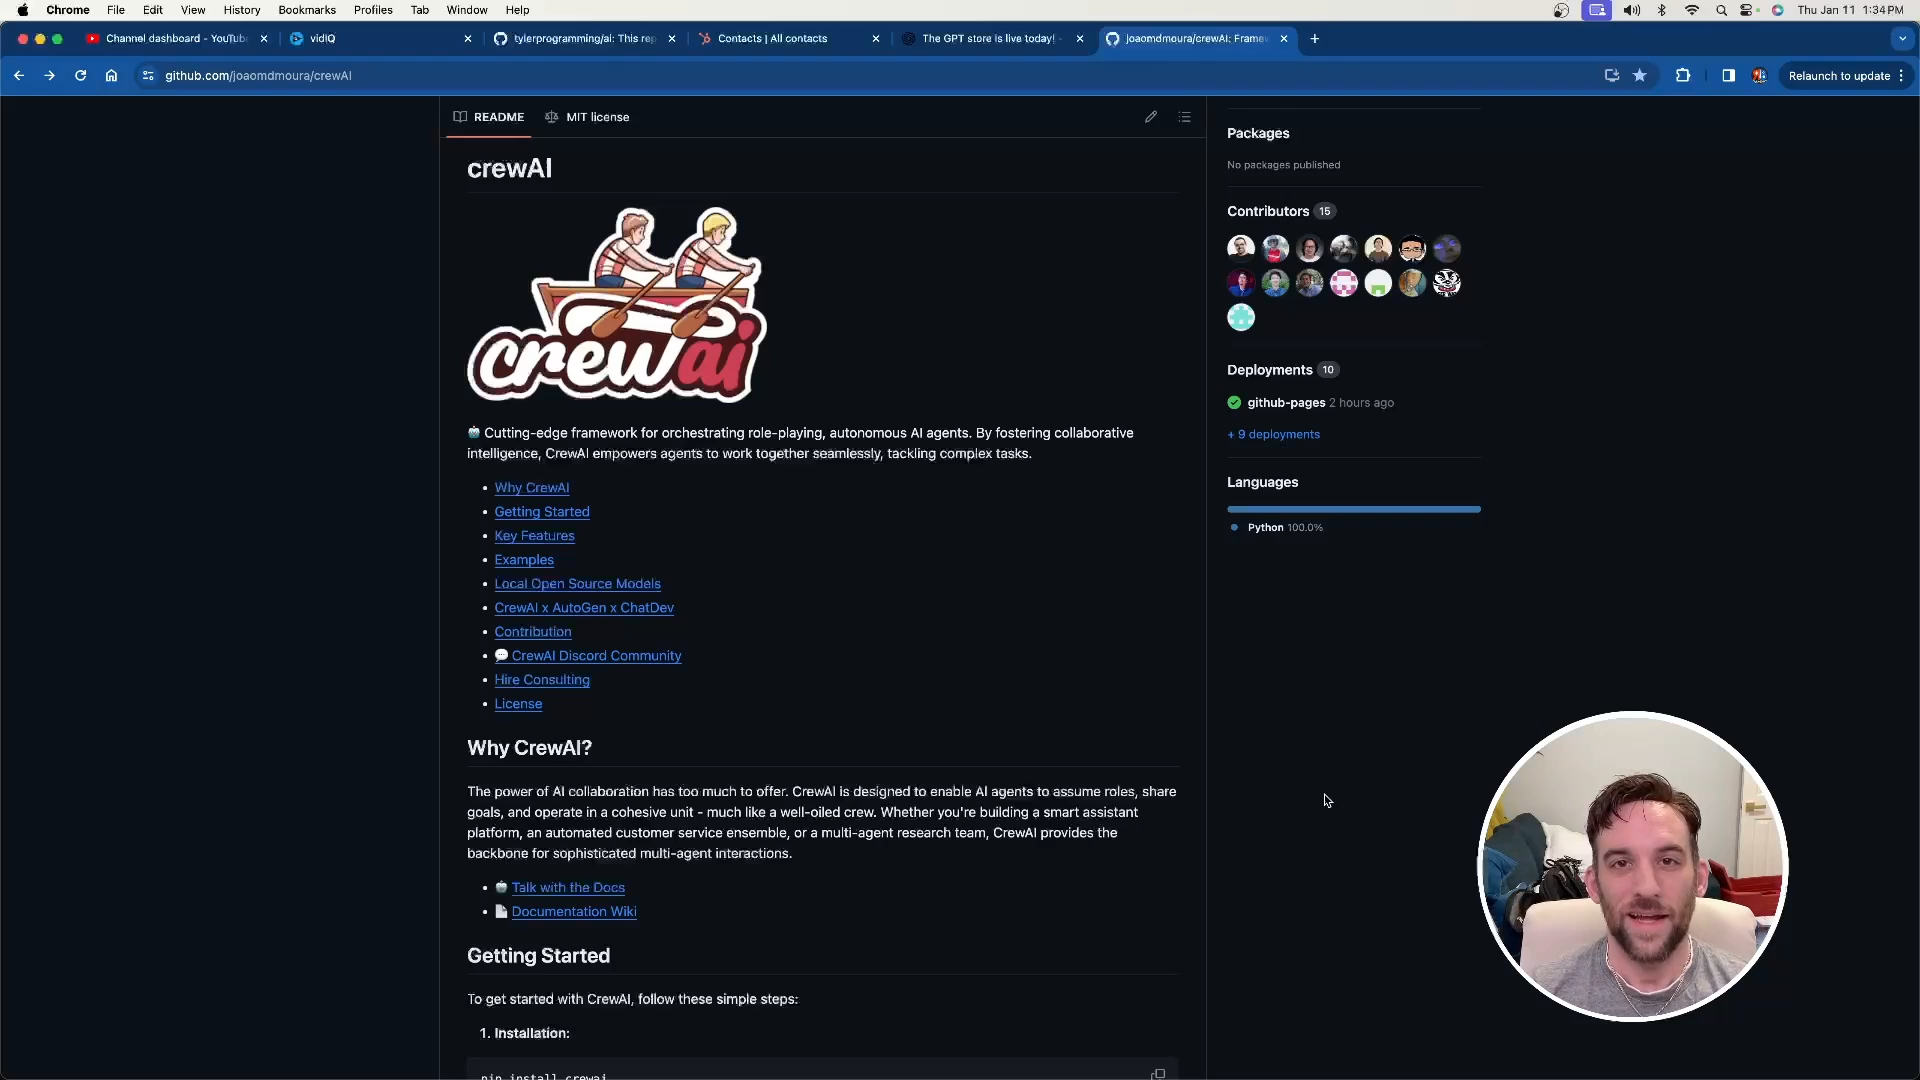 Chrome File Edit View History Bookmarks Profiles Tab Window Help Thu Jan 11 1:34 PM
Channel dashboard - YouTube vidIQ tylerprogramming/ai: This rep Contacts | All contacts The GPT store is live today! - joaomdmoura/crewAI: Frame
github.com/joaomdmoura/crewAI Relaunch to update
README MIT license
crewAI
crewai
Cutting-edge framework for orchestrating role-playing, autonomous AI agents. By fostering collaborative
intelligence, CrewAI empowers agents to work together seamlessly, tackling complex tasks.
• Why CrewAI
• Getting Started
• Key Features
• Examples
• Local Open Source Models
• CrewAI x AutoGen x ChatDev
• Contribution
• 💬 CrewAI Discord Community
• Hire Consulting
• License
Why CrewAI?
The power of AI collaboration has too much to offer. CrewAI is designed to enable AI agents to assume roles, share
goals, and operate in a cohesive unit - much like a well-oiled crew. Whether you're building a smart assistant
platform, an automated customer service ensemble, or a multi-agent research team, CrewAI provides the
backbone for sophisticated multi-agent interactions.
• Talk with the Docs
• Documentation Wiki
Getting Started
To get started with CrewAI, follow these simple steps:
1. Installation:
pip install crewai
Packages
No packages published
Contributors 15
Deployments 10
github-pages 2 hours ago
+ 9 deployments
Languages
Python 100.0%